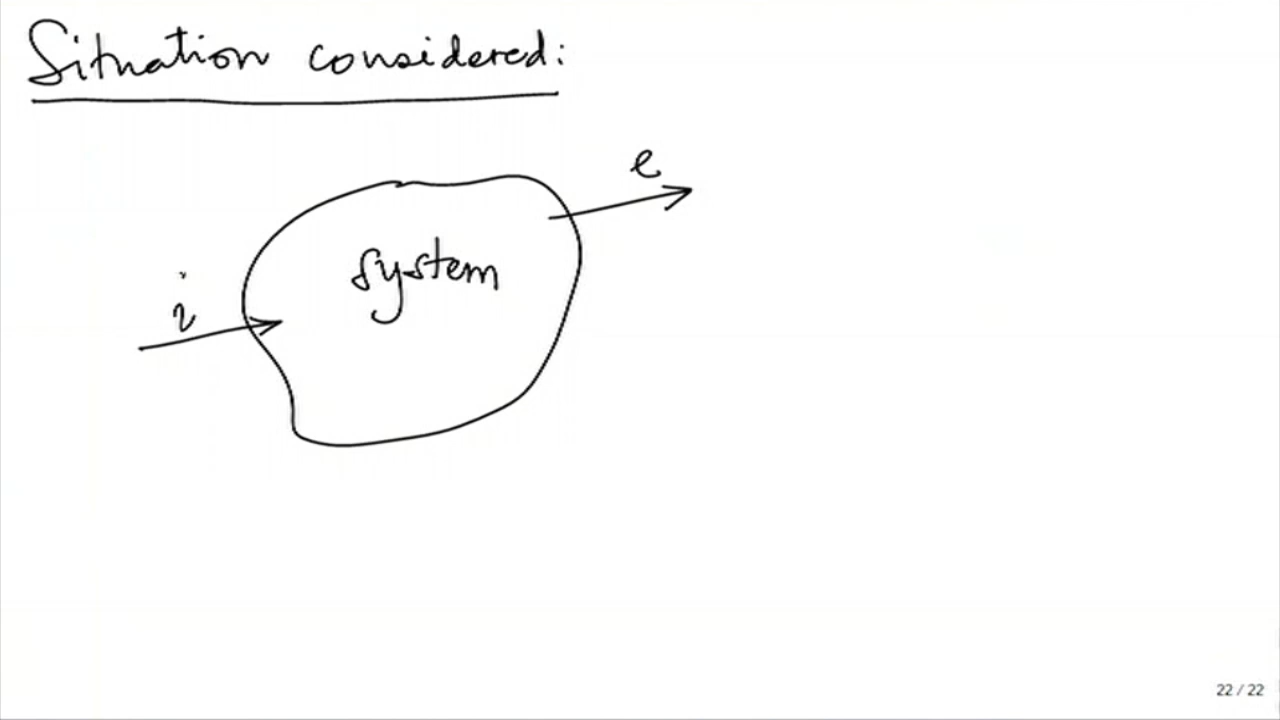 Situation considered:
e
system
i
22 / 22